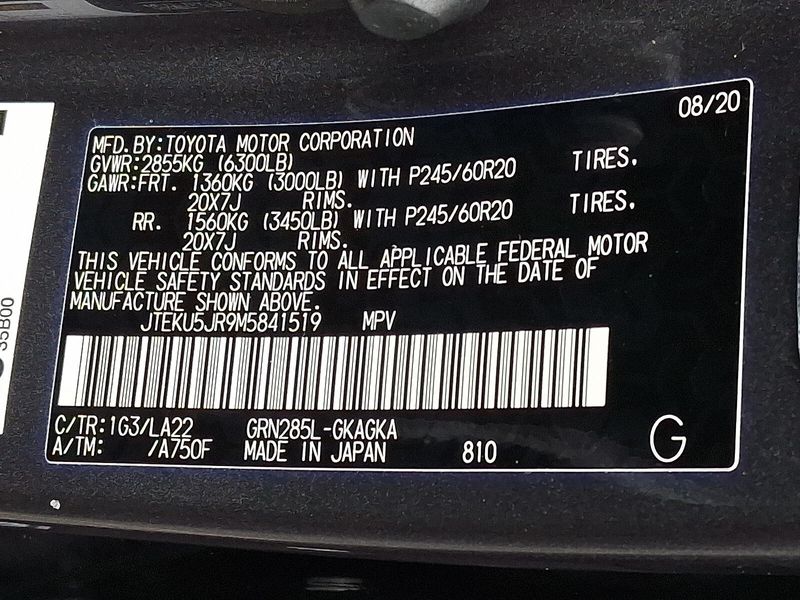 08/20
MFD. BY: TOYOTA MOTOR CORPORATION
GVWR: 2855KG (6300LB)
GAWR: FRT. 1360KG (3000LB) WITH P245/60R20 TIRES,
20X7J RIMS.
RR. 1560KG (3450LB) WITH P245/60R20 TIRES,
20X7J RIMS.
THIS VEHICLE CONFORMS TO ALL APPLICABLE FEDERAL MOTOR
VEHICLE SAFETY STANDARDS IN EFFECT ON THE DATE OF
MANUFACTURE SHOWN ABOVE.
JTEKU5JR9M5841519 MPV
C/TR: 1G3/LA22 GRN285L-GKAGKA
A/TM: /A750F MADE IN JAPAN 810 G
35B00